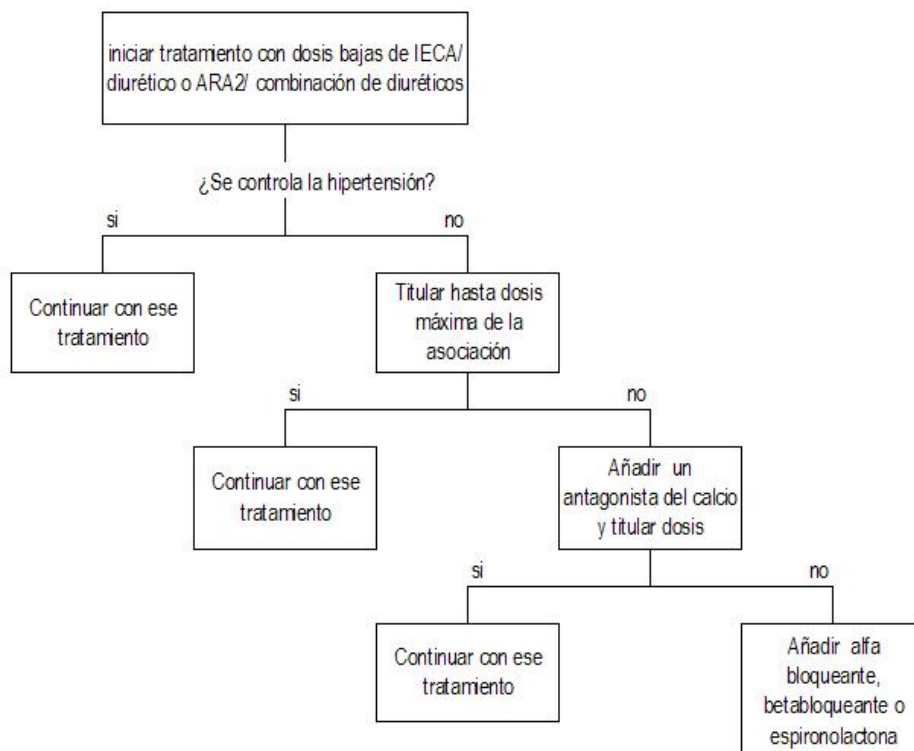 iniciar tratamiento con dosis bajas de IECA/
diurético o ARA2/ combinación de diuréticos
¿Se controla la hipertensión?
si
no
Continuar con ese
tratamiento
Titular hasta dosis
máxima de la
asociación
si
no
Continuar con ese
tratamiento
Añadir un
antagonista del calcio
y titular dosis
si
no
Continuar con ese
tratamiento
Añadir alfa
bloqueante,
betabloqueante o
espironolactona